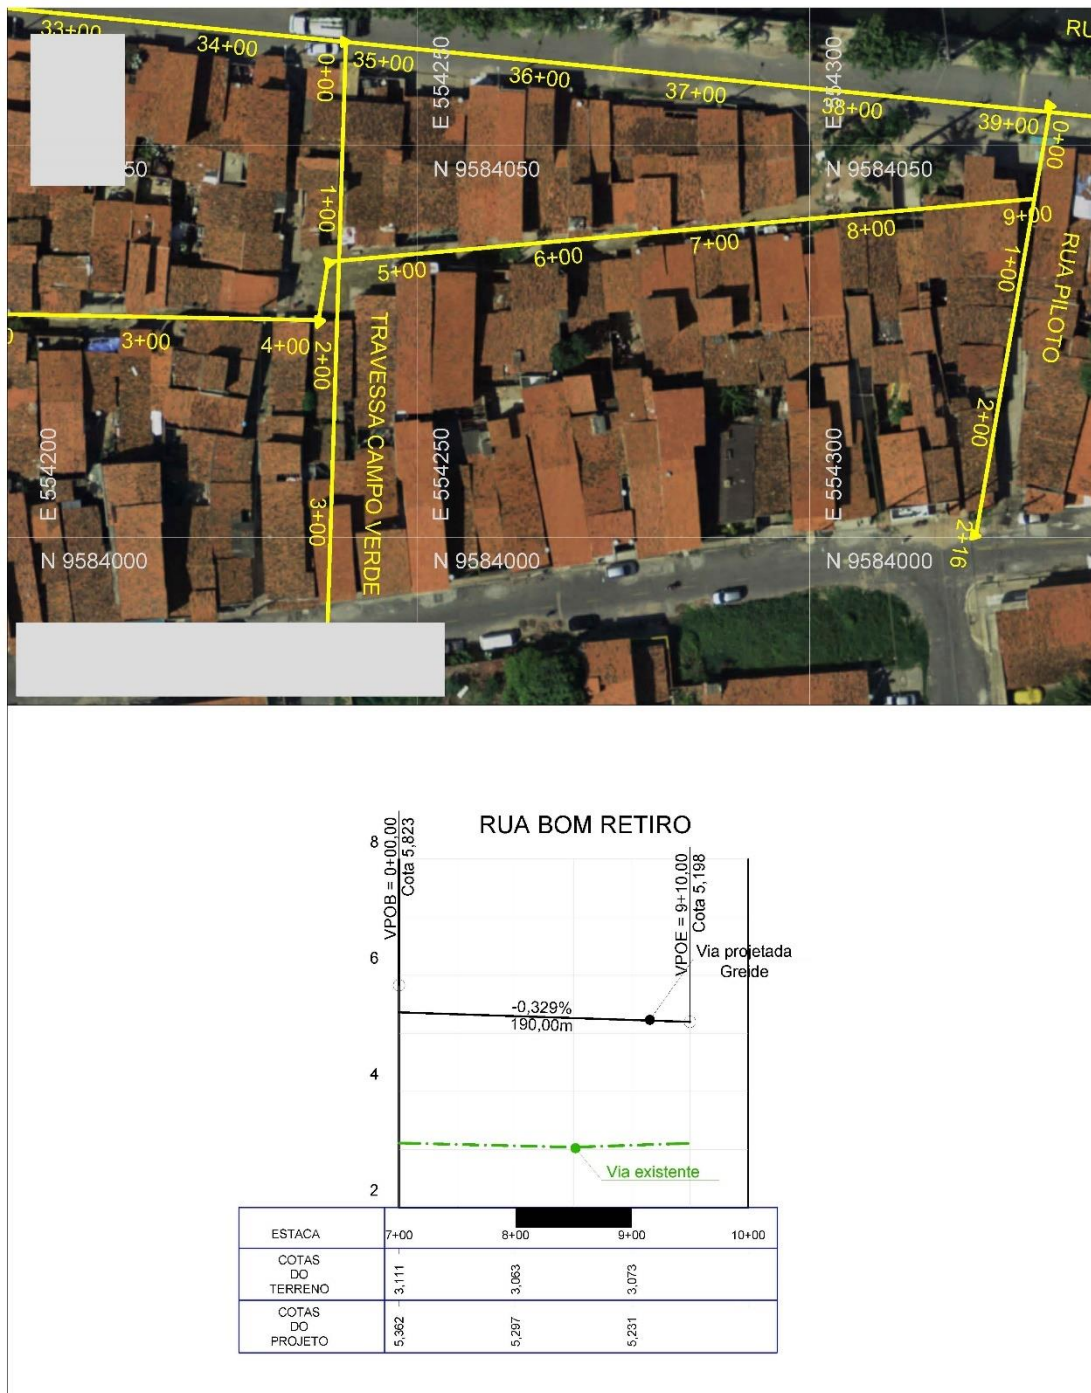 33+00
34+00
35+00
36+00
37+00
38+00
39+00
RU
0+00
E 554250
E 554300
0+00
50
N 9584050
N 9584050
1+00
5+00
6+00
7+00
8+00
9+00
1+00
RUA PILOTO
0
3+00
4+00
2+00
TRAVESSA CAMPO VERDE
2+00
E 554200
E 554250
E 554300
3+00
2+16
N 9584000
N 9584000
N 9584000
RUA BOM RETIRO
VPOB = 0+00,00
Cota 5,823
VPOE = 9+10,00
Cota 5,198
8
6
4
2
Via projetada
Greide
-0,329%
190,00m
Via existente
ESTACA
7+00
8+00
9+00
10+00
COTAS
DO
TERRENO
3,111
3,063
3,073
COTAS
DO
PROJETO
5,362
5,297
5,231